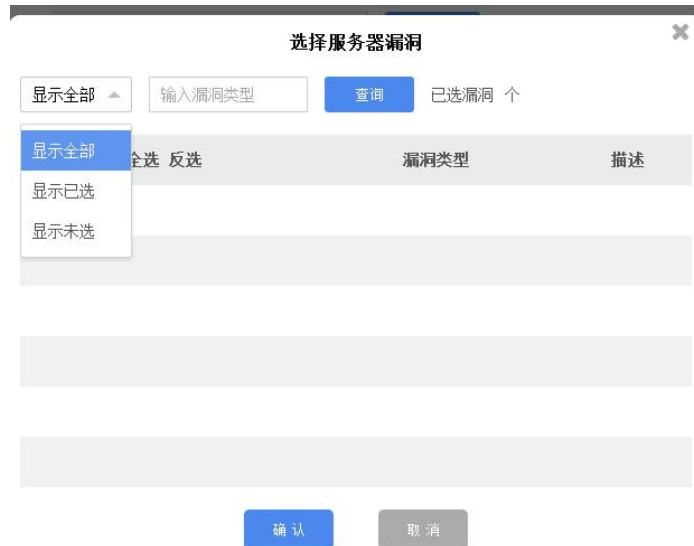 选择服务器漏洞
显示全部 输入漏洞类型 查询 已选漏洞 个
显示全部
显示已选
显示未选
全选 反选 漏洞类型 描述
确认 取消